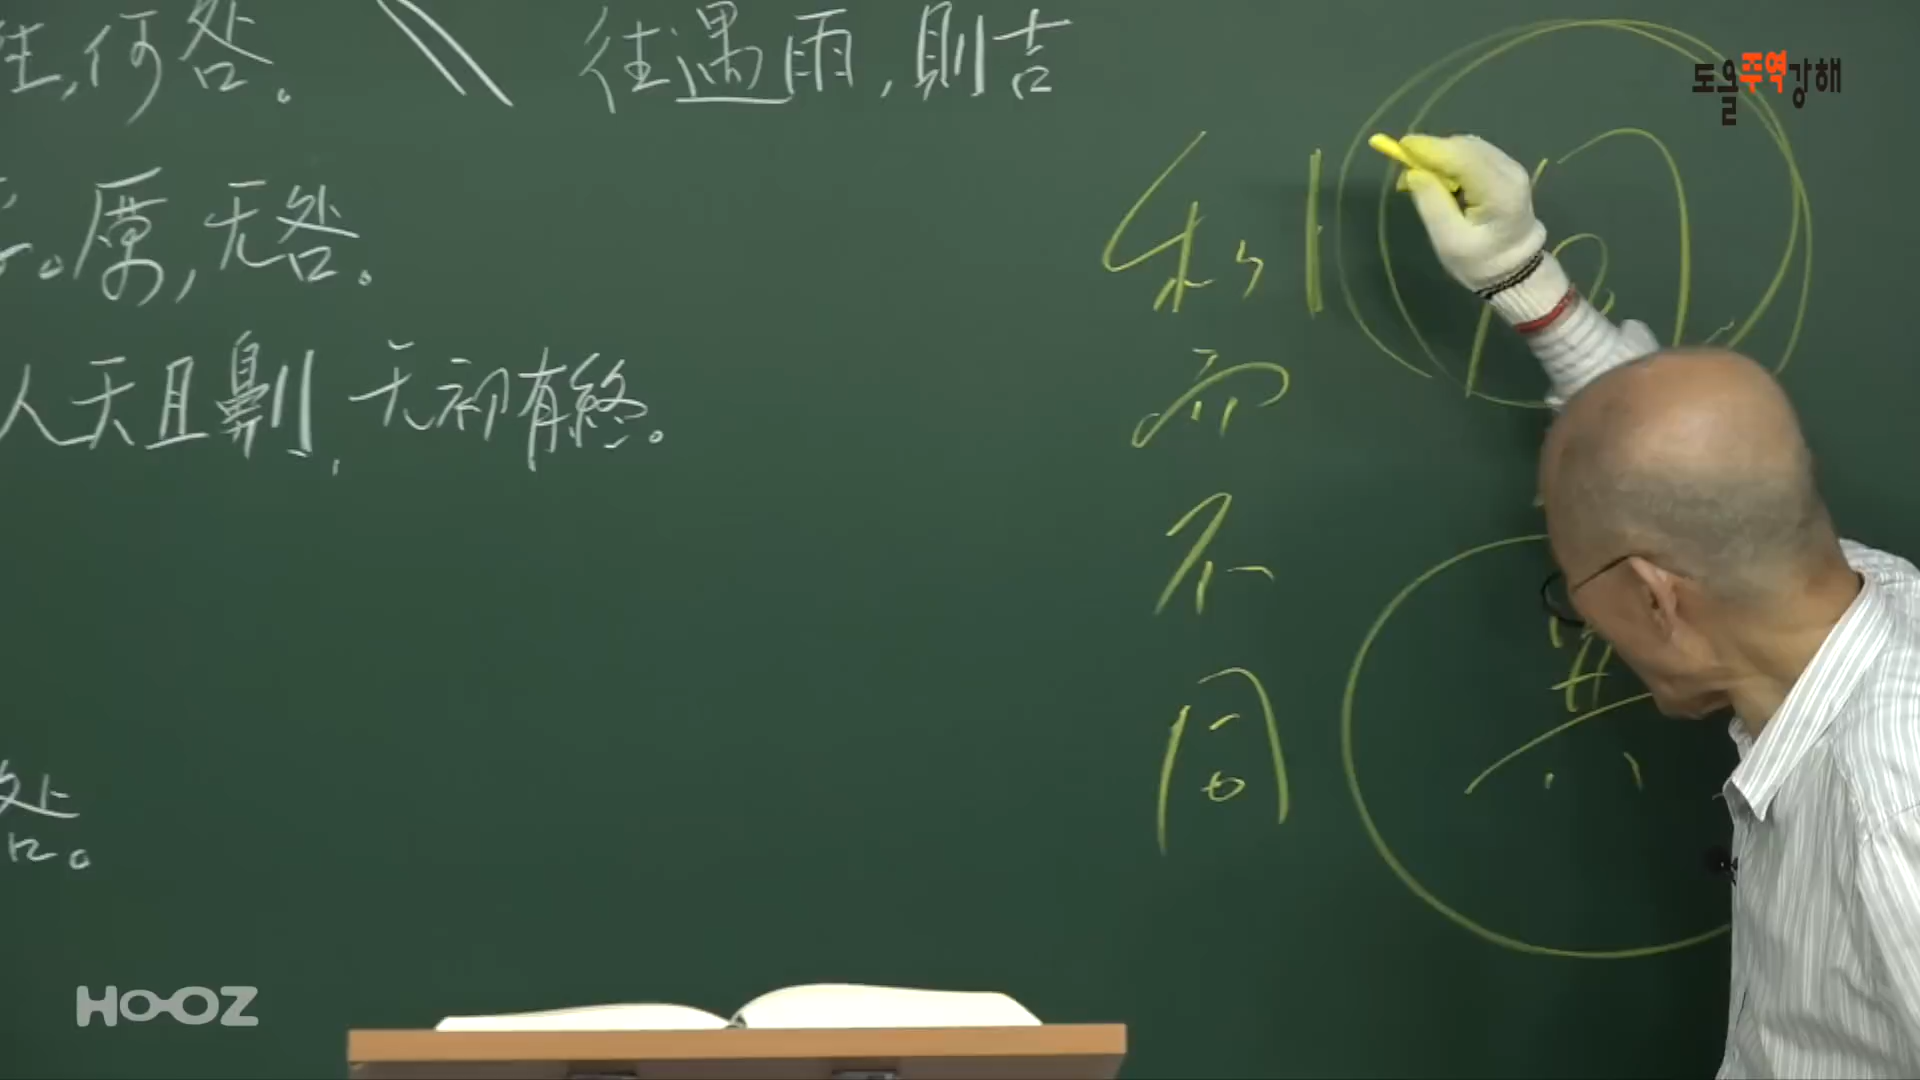 往,何咎。 往遇雨,則吉
厲,无咎。
人天且劓,无初有終。
咎。
和
而
不
同
도올주역강해
HOOZ